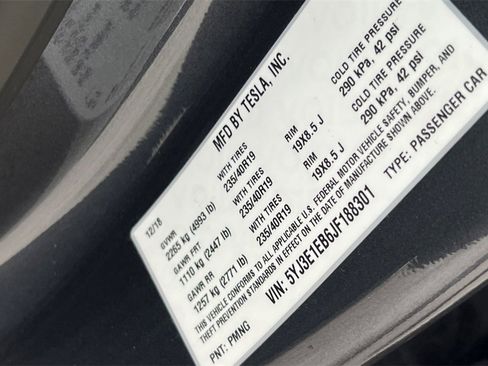 MFD BY TESLA, INC.
12/18
GVWR
2265 kg (4993 lb)
GAWR FRT WITH TIRES RIM COLD TIRE PRESSURE
1110 kg (2447 lb) 235/40R19 19X8.5 J 290 kPa, 42 psi
GAWR RR WITH TIRES RIM COLD TIRE PRESSURE
1257 kg (2771 lb) 235/40R19 19X8.5 J 290 kPa, 42 psi
THIS VEHICLE CONFORMS TO ALL APPLICABLE U.S. FEDERAL MOTOR VEHICLE SAFETY, BUMPER, AND
THEFT PREVENTION STANDARDS IN EFFECT ON THE DATE OF MANUFACTURE SHOWN ABOVE.
VIN: 5YJ3E1EB6JF188301
PNT: PMNG TYPE: PASSENGER CAR